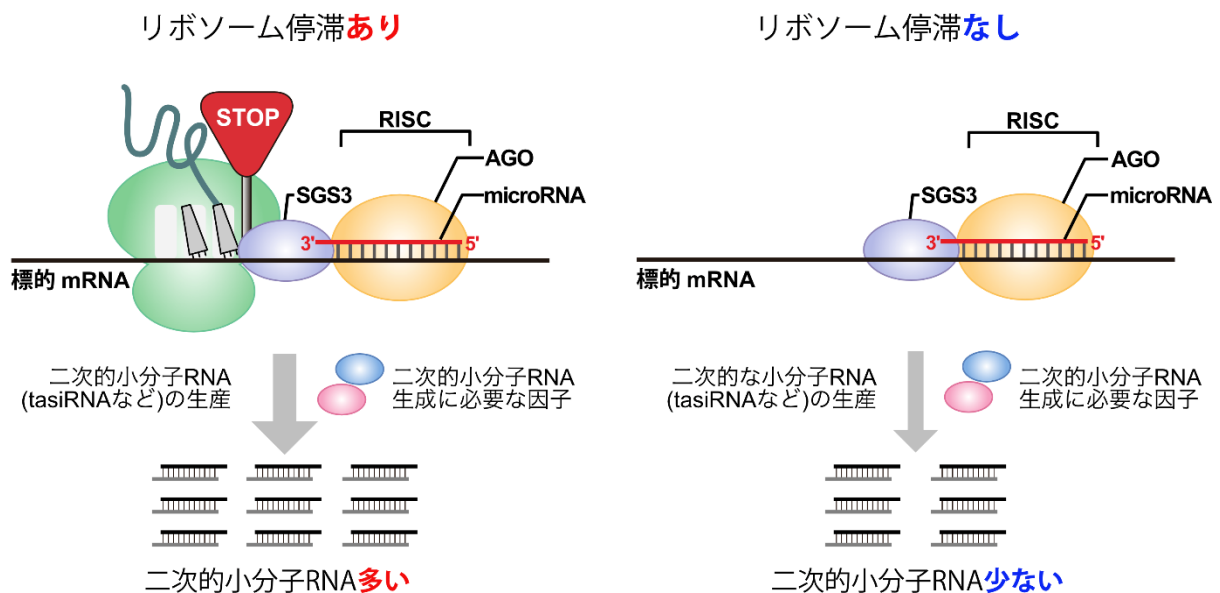 リボソーム停滞あり
STOP
RISC
AGO
SGS3
microRNA
3'
5'
標的 mRNA
二次的小分子RNA
(tasiRNAなど)の生産
二次的小分子RNA
生成に必要な因子
二次的小分子RNA多い
リボソーム停滞なし
RISC
AGO
SGS3
microRNA
3'
5'
標的 mRNA
二次的な小分子RNA
(tasiRNAなど)の生産
二次的小分子RNA
生成に必要な因子
二次的小分子RNA少ない